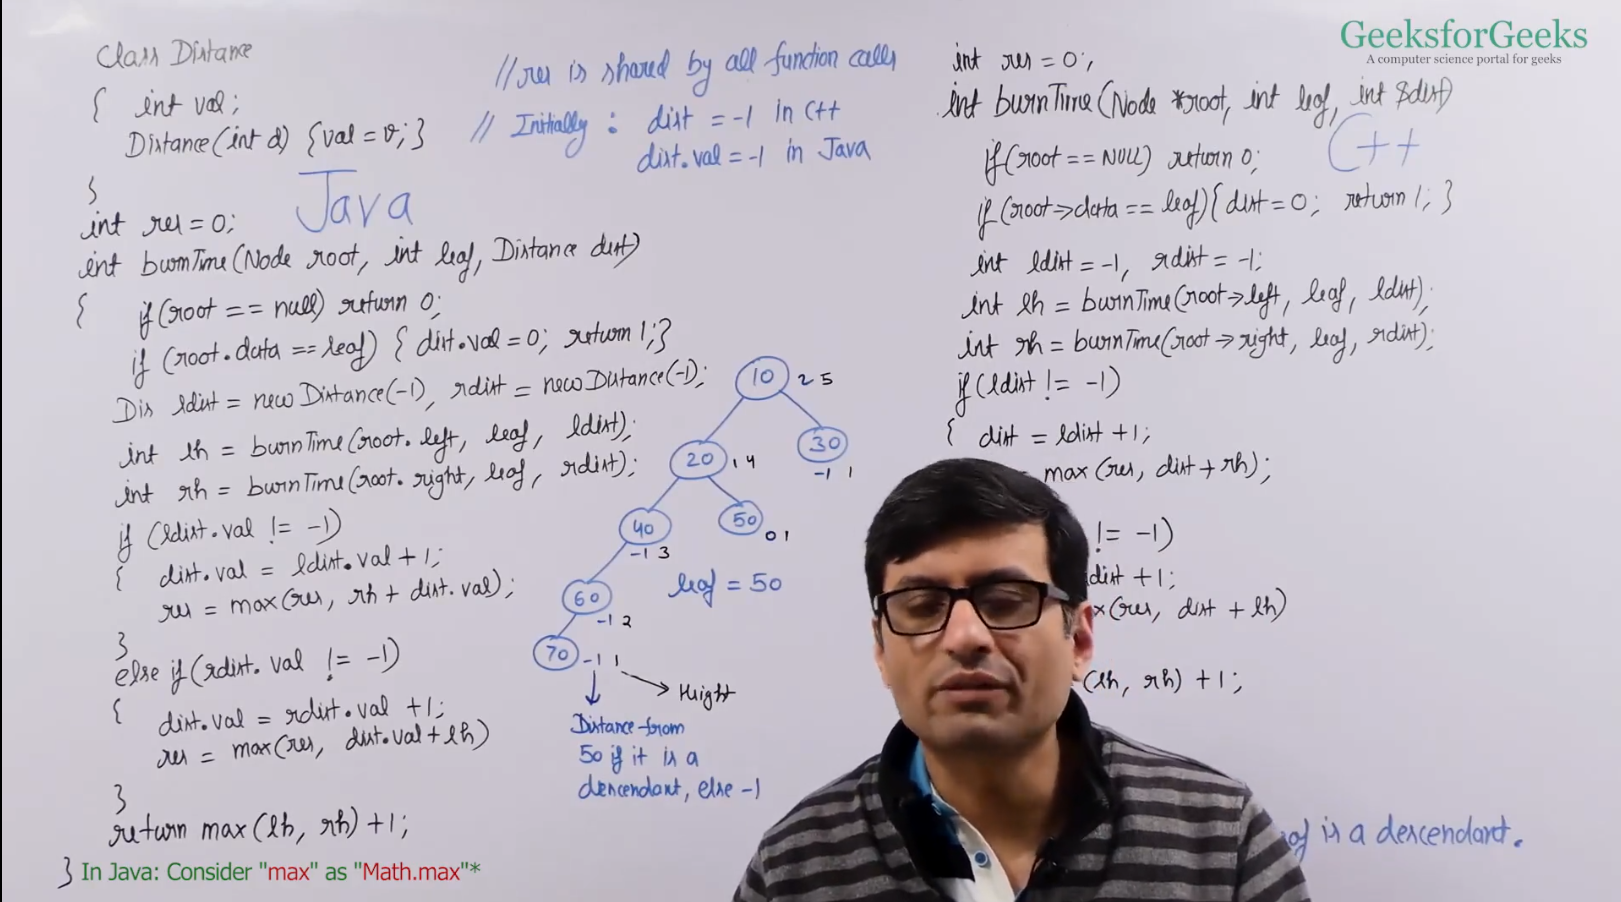 GeeksforGeeks
A computer science portal for geeks
Class Distance
{ int val;
Distance(int d) {val = v;}
}
Java
int res = 0;
int burnTime(Node root, int leaf, Distance dist)
{ if(root == null) return 0;
if (root.data == leaf) { dist.val = 0; return 1;}
Dis ldist = new Distance(-1), rdist = new Distance(-1);
int lh = burnTime(root.left, leaf, ldist);
int rh = burnTime(root.right, leaf, rdist);
if (ldist.val != -1)
{ dist.val = ldist.val + 1;
res = max(res, rh + dist.val);
}
else if(rdist.val != -1)
{ dist.val = rdist.val + 1;
res = max(res, dist.val + lh)
}
return max(lh, rh) + 1;
}
In Java: Consider "max" as "Math.max"*
// res is shared by all function calls
// Initially : dist = -1 in C++
dist.val = -1 in Java
10 2 5
20 1 4
30
-1 1
40
-1 3
50
0 1
60
-1 2
70 -1 1
leaf = 50
Height
Distance from
50 if it is a
descendant, else -1
int res = 0;
int burnTime(Node *root, int leaf, int &dist)
C++
if(root == NULL) return 0;
if(root->data == leaf){ dist = 0; return 1; }
int ldist = -1, rdist = -1;
int lh = burnTime(root->left, leaf, ldist);
int rh = burnTime(root->right, leaf, rdist);
if(ldist != -1)
{ dist = ldist + 1;
max(res, dist + rh);
!= -1)
dist + 1;
x(res, dist + lh)
(lh, rh) + 1;
is a descendant.